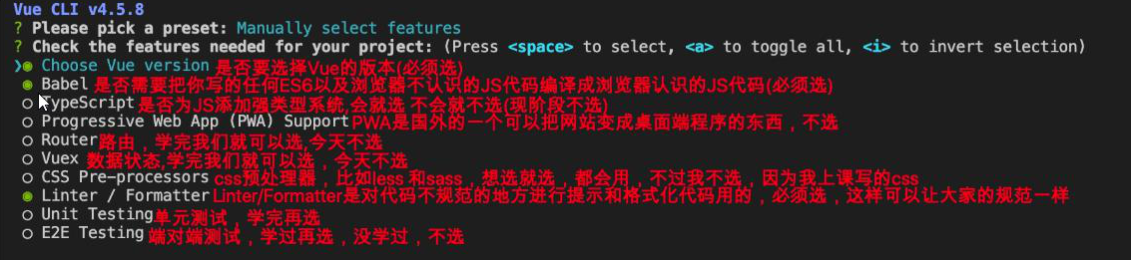 Vue CLI v4.5.8
? Please pick a preset: Manually select features
? Check the features needed for your project: (Press <space> to select, <a> to toggle all, <i> to invert selection)
❯◉ Choose Vue version 是否要选择Vue的版本(必须选)
◉ Babel 是否需要把你写的任何ES6以及浏览器不认识的JS代码编译成浏览器认识的JS代码(必须选)
○ TypeScript 是否为JS添加强类型系统,会就选 不会就不选(现阶段不选)
○ Progressive Web App (PWA) Support PWA是国外的一个可以把网站变成桌面端程序的东西，不选
○ Router路由，学完我们就可以选,今天不选
○ Vuex 数据状态,学完我们就可以选，今天不选
○ CSS Pre-processors css预处理器，比如less 和sass，想选就选，都会用，不过我不选，因为我上课写的css
◉ Linter / Formatter Linter/Formatter是对代码不规范的地方进行提示和格式化代码用的，必须选，这样可以让大家的规范一样
○ Unit Testing单元测试，学完再选
○ E2E Testing 端对端测试，学过再选，没学过，不选